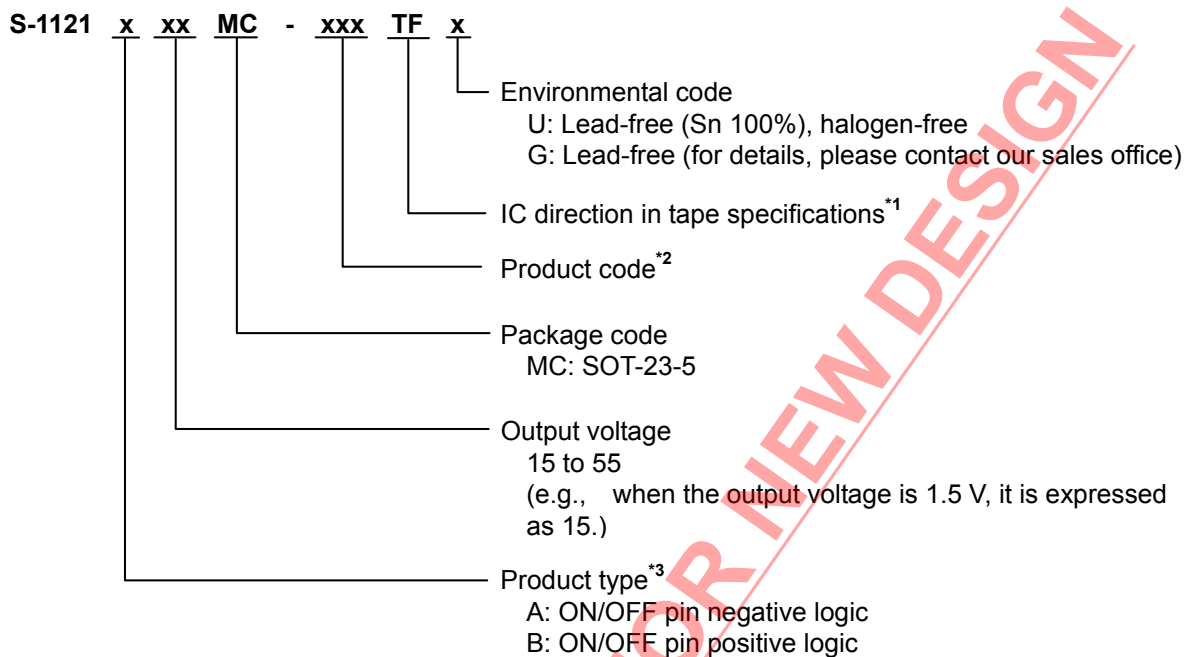 S-1121 x xx MC - xxx TF x
Environmental code
U: Lead-free (Sn 100%), halogen-free
G: Lead-free (for details, please contact our sales office)
IC direction in tape specifications*1
Product code*2
Package code
MC: SOT-23-5
Output voltage
15 to 55
(e.g., when the output voltage is 1.5 V, it is expressed
as 15.)
Product type*3
A: ON/OFF pin negative logic
B: ON/OFF pin positive logic
OR NEW DESIGN